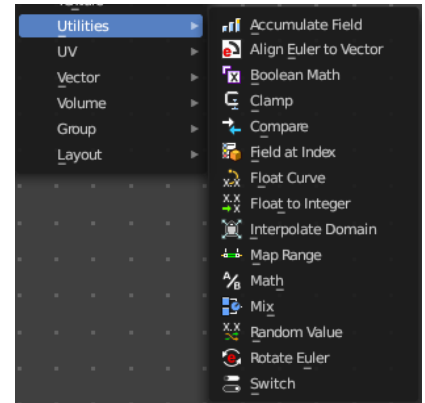 Texture
Utilities
UV
Vector
Volume
Group
Layout
Accumulate Field
Align Euler to Vector
Boolean Math
Clamp
Compare
Field at Index
Float Curve
Float to Integer
Interpolate Domain
Map Range
Math
Mix
Random Value
Rotate Euler
Switch